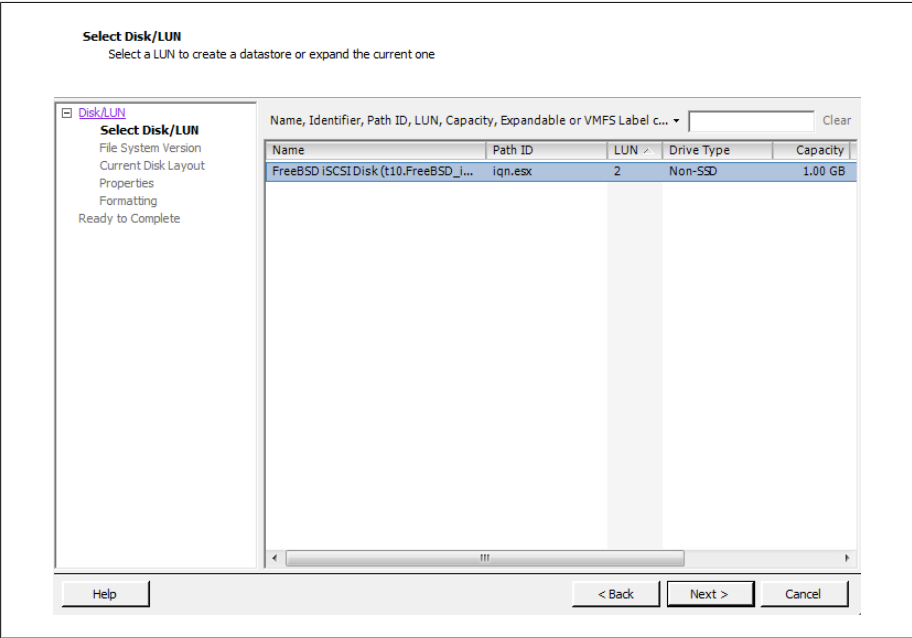 Select Disk/LUN
Select a LUN to create a datastore or expand the current one
Disk/LUN
Select Disk/LUN
File System Version
Current Disk Layout
Properties
Formatting
Ready to Complete
Name, Identifier, Path ID, LUN, Capacity, Expandable or VMFS Label c... Clear
Name Path ID LUN Drive Type Capacity
FreeBSD iSCSI Disk (t10.FreeBSD_i... iqn.esx 2 Non-SSD 1.00 GB
Help < Back Next > Cancel